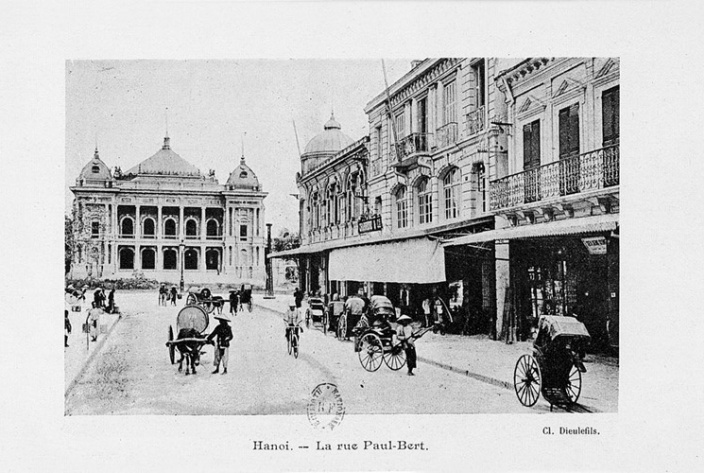 Cl. Dieulefils.
Hanoi. — La rue Paul-Bert.